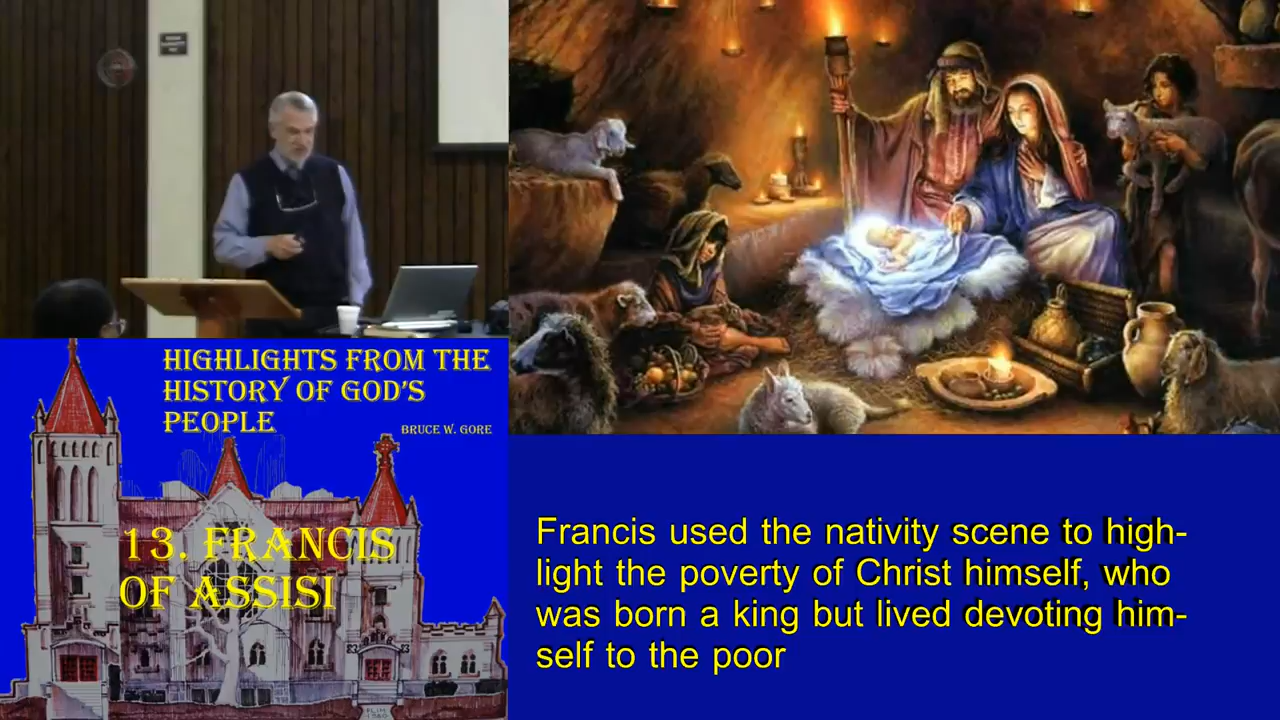 HIGHLIGHTS FROM THE
HISTORY OF GOD'S
PEOPLE
BRUCE W. GORE
13. FRANCIS
OF ASSISI
Francis used the nativity scene to high-
light the poverty of Christ himself, who
was born a king but lived devoting him-
self to the poor